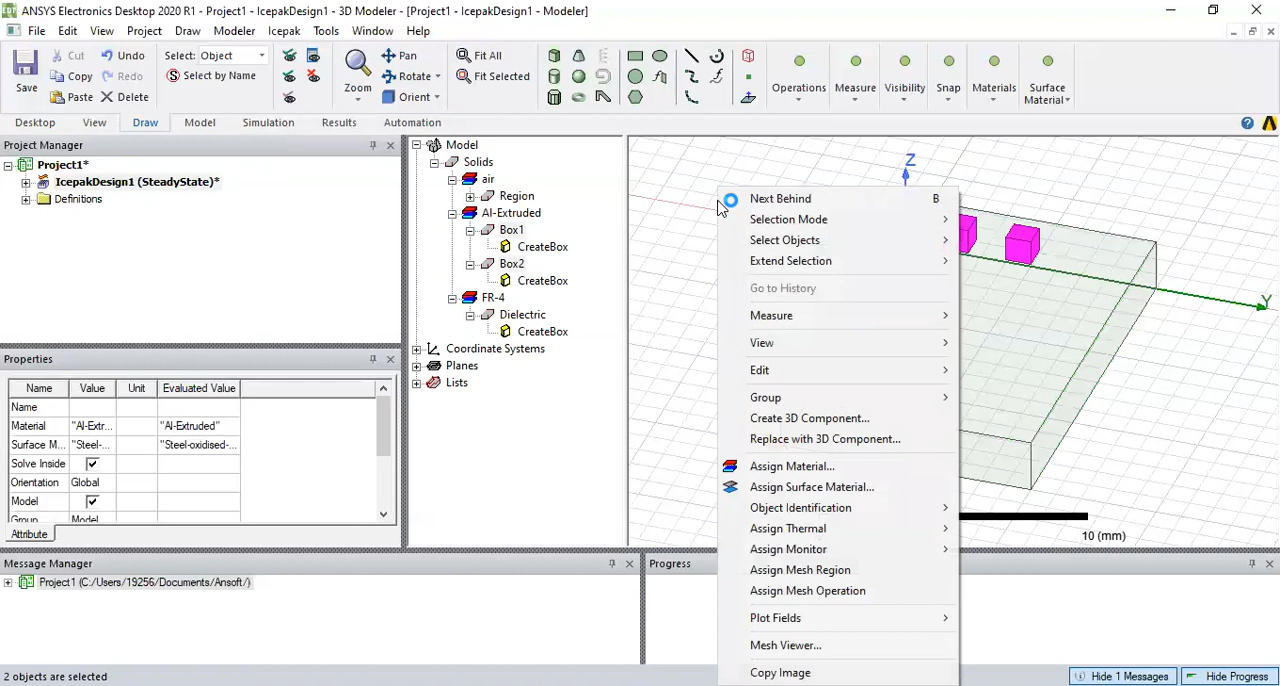 EDT ANSYS Electronics Desktop 2020 R1 - Project1 - IcepakDesign1 - 3D Modeler - [Project1 - IcepakDesign1 - Modeler]
File Edit View Project Draw Modeler Icepak Tools Window Help
Save
Cut
Copy
Paste
Undo
Redo
Delete
Select: Object
Select by Name
Zoom
Pan
Rotate
Orient
Fit All
Fit Selected
Operations
Measure
Visibility
Snap
Materials
Surface
Material
Desktop View Draw Model Simulation Results Automation
Project Manager
Project1*
IcepakDesign1 (SteadyState)*
Definitions
Properties
Name Value Unit Evaluated Value
Name
Material "Al-Extr... "Al-Extruded"
Surface M... "Steel-... "Steel-oxidised-...
Solve Inside
Orientation Global
Model
Group Model
Attribute
Model
Solids
air
Region
Al-Extruded
Box1
CreateBox
Box2
CreateBox
FR-4
Dielectric
CreateBox
Coordinate Systems
Planes
Lists
Z
Y
10 (mm)
Next Behind B
Selection Mode
Select Objects
Extend Selection
Go to History
Measure
View
Edit
Group
Create 3D Component...
Replace with 3D Component...
Assign Material...
Assign Surface Material...
Object Identification
Assign Thermal
Assign Monitor
Assign Mesh Region
Assign Mesh Operation
Plot Fields
Mesh Viewer...
Copy Image
Message Manager
Project1 (C:/Users/19256/Documents/Ansoft/)
Progress
2 objects are selected
Hide 1 Messages
Hide Progress